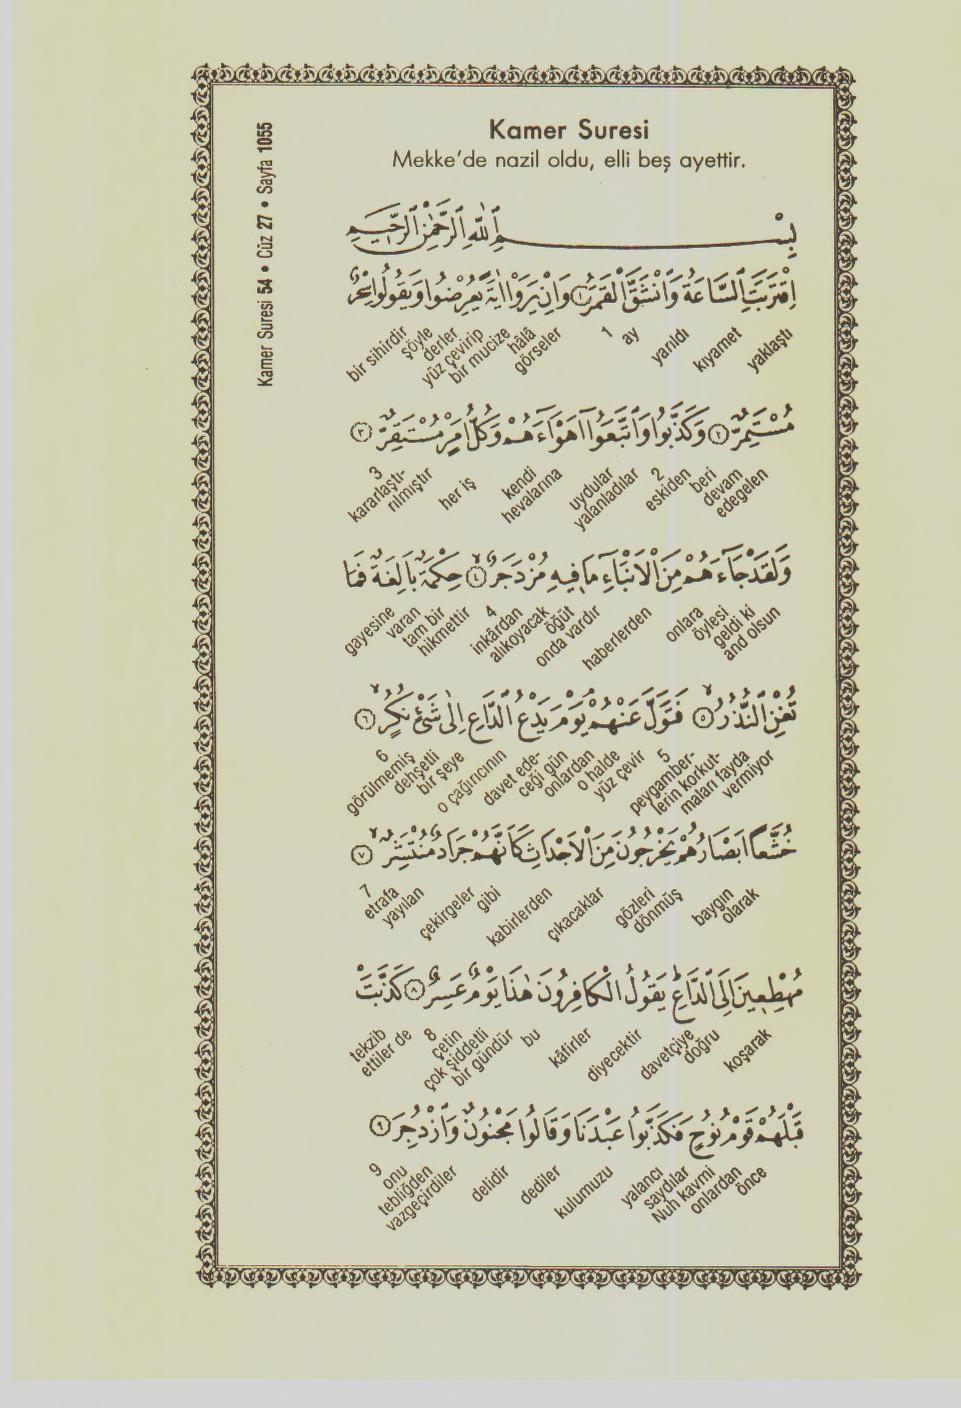 Kamer Suresi 54 • Cüz 27 • Sayfa 1055
Kamer Suresi
Mekke'de nazil oldu, elli beş ayettir.
بِسْمِ اللّٰهِ الرَّحْمٰنِ الرَّحِيمِ
اِقْتَرَبَتِ السَّاعَةُ وَانْشَقَّ الْقَمَرُ ﴿١﴾ وَاِنْ يَرَوْا اٰيَةً يُعْرِضُوا وَيَقُولُوا سِحْرٌ
yaklaştı
kıyamet
yarıldı
ay
1
görseler
hâlâ
bir mucize
yüz çevirip
derler
şöyle
bir sihirdir
مُسْتَمِرٌّ ﴿٢﴾ وَكَذَّبُوا وَاتَّبَعُوا اَهْوَاءَهُمْ وَكُلُّ اَمْرٍ مُسْتَقِرٌّ ﴿٣﴾
edegelen
devam
beri
eskiden
2
yalanladılar
uydular
hevalarına
kendi
her iş
kararlaştı-
rılmıştır
3
وَلَقَدْ جَاءَهُمْ مِنَ الْاَنْبَاءِ مَا فِيهِ مُزْدَجَرٌ ﴿٤﴾ حِكْمَةٌ بَالِغَةٌ فَمَا
and olsun
geldi ki
öylesi
onlara
haberlerden
onda vardır
öğüt
alıkoyacak
inkârdan
4
hikmettir
tam bir
varan
gayesine
تُغْنِ النُّذُرُ ﴿٥﴾ فَتَوَلَّ عَنْهُمْ يَوْمَ يَدْعُ الدَّاعِ اِلٰى شَيْءٍ نُكُرٍ ﴿٦﴾
vermiyor
maları fayda
lerin korkut-
peygamber-
5
yüz çevir
o halde
onlardan
ceği gün
davet ede-
o çağırıcının
bir şeye
dehşetli
görülmemiş
6
خُشَّعًا اَبْصَارُهُمْ يَخْرُجُونَ مِنَ الْاَجْدَاثِ كَاَنَّهُمْ جَرَادٌ مُنْتَشِرٌ ﴿٧﴾
olarak
baygın
dönmüş
gözleri
çıkacaklar
kabirlerden
gibi
çekirgeler
yayılan
etrafa
7
مُهْطِعِينَ اِلَى الدَّاعِ يَقُولُ الْكَافِرُونَ هٰذَا يَوْمٌ عَسِرٌ ﴿٨﴾ كَذَّبَتْ
koşarak
doğru
davetçiye
diyecektir
kâfirler
bu
bir gündür
çok şiddetli
çetin
8
ettiler de
tekzib
قَبْلَهُمْ قَوْمُ نُوحٍ فَكَذَّبُوا عَبْدَنَا وَقَالُوا مَجْنُونٌ وَازْدُجِرَ ﴿٩﴾
önce
onlardan
Nuh kavmi
saydılar
yalancı
kulumuzu
dediler
delidir
vazgeçirdiler
tebliğden
onu
9